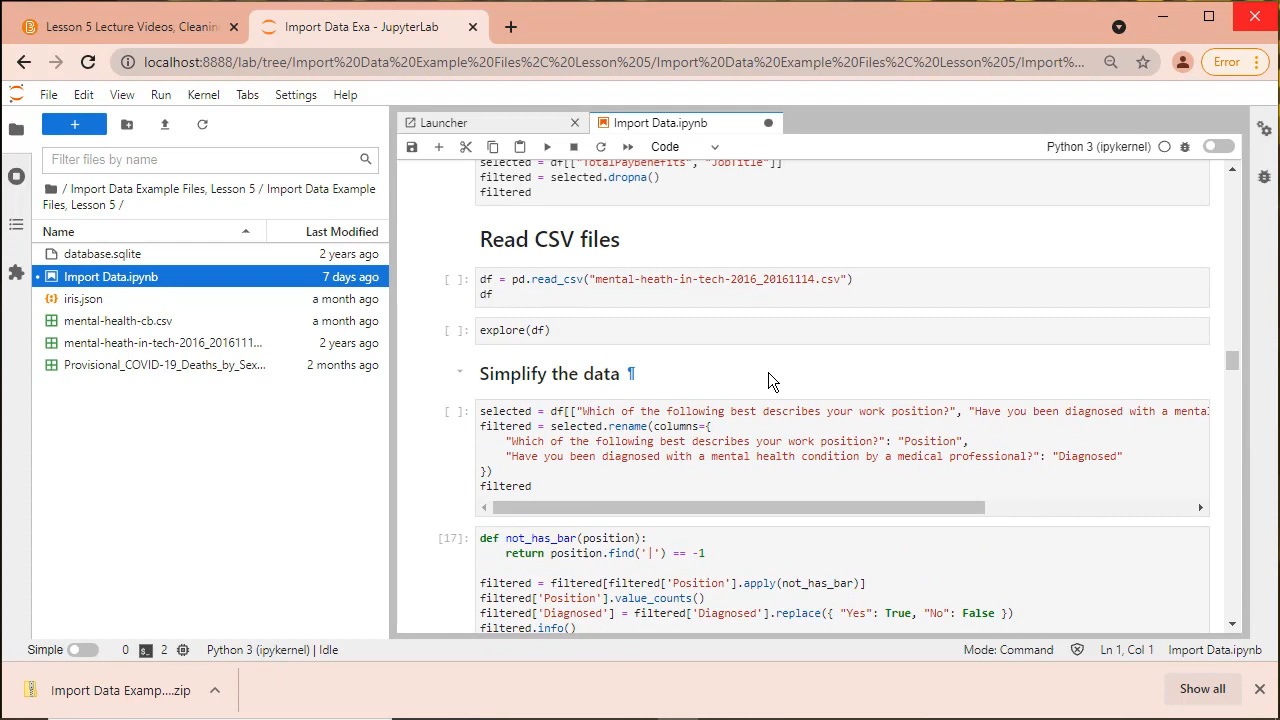 Lesson 5 Lecture Videos, Cleanin
Import Data Exa - JupyterLab
localhost:8888/lab/tree/Import%20Data%20Example%20Files%2C%20Lesson%205/Import%20Data%20Example%20Files%2C%20Lesson%205/Import%...
Error
File Edit View Run Kernel Tabs Settings Help
Filter files by name
/ Import Data Example Files, Lesson 5 / Import Data Example
Files, Lesson 5 /
Name Last Modified
database.sqlite 2 years ago
Import Data.ipynb 7 days ago
iris.json a month ago
mental-health-cb.csv a month ago
mental-heath-in-tech-2016_2016111... 2 years ago
Provisional_COVID-19_Deaths_by_Sex... 2 months ago
Launcher
Import Data.ipynb
Code
Python 3 (ipykernel)
selected = df[["TotalPayBenefits", "JobTitle"]]
filtered = selected.dropna()
filtered
Read CSV files
[ ]: df = pd.read_csv("mental-heath-in-tech-2016_20161114.csv")
df
[ ]: explore(df)
Simplify the data ¶
[ ]: selected = df[["Which of the following best describes your work position?", "Have you been diagnosed with a mental
filtered = selected.rename(columns={
"Which of the following best describes your work position?": "Position",
"Have you been diagnosed with a mental health condition by a medical professional?": "Diagnosed"
})
filtered
[17]: def not_has_bar(position):
return position.find('|') == -1
filtered = filtered[filtered['Position'].apply(not_has_bar)]
filtered['Position'].value_counts()
filtered['Diagnosed'] = filtered['Diagnosed'].replace({ "Yes": True, "No": False })
filtered.info()
Simple 0 2 Python 3 (ipykernel) | Idle Mode: Command Ln 1, Col 1 Import Data.ipynb
Import Data Examp....zip
Show all